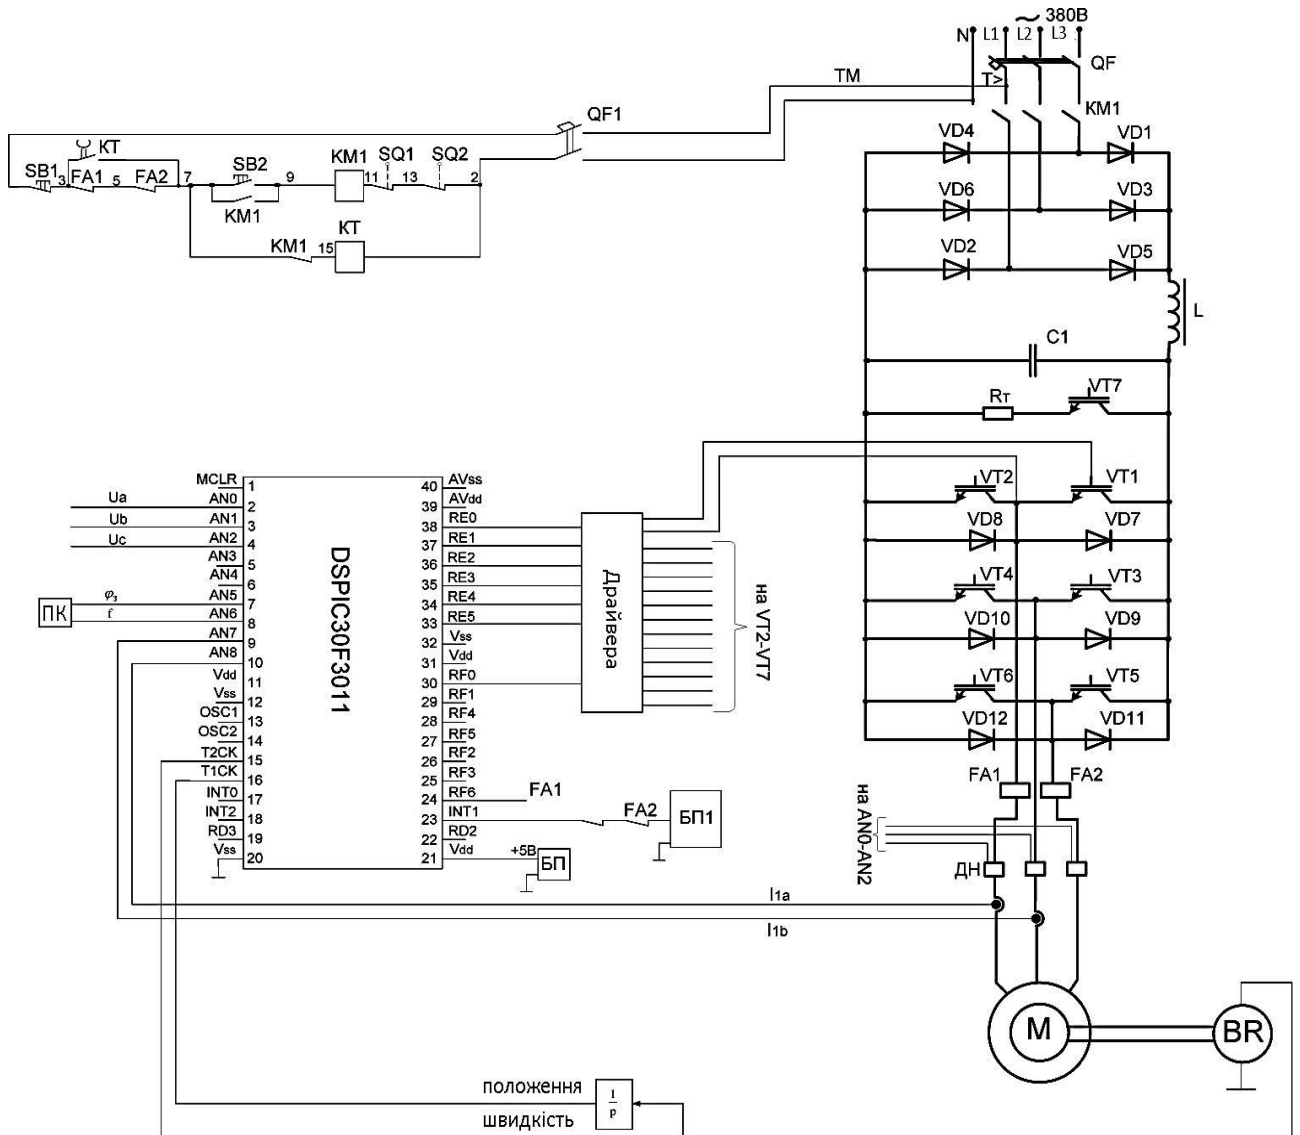 ~ 380В
N L1 L2 L3
QF
T>
TM
KM1
QF1
KT
SB1 3 FA1 5 FA2 7
SB2 9 KM1 11 SQ1 13 SQ2 2
KM1
KM1 15 KT
VD4 VD1
VD6 VD3
VD2 VD5
L
C1
Rт VT7
VT2 VT1
VD8 VD7
VT4 VT3
VD10 VD9
VT6 VT5
VD12 VD11
FA1 FA2
на AN0-AN2
ДН
I1a
I1b
M
BR
Ua
Ub
Uc
ПК
φ₃
f
MCLR 1
AN0 2
AN1 3
AN2 4
AN3 5
AN4 6
AN5 7
AN6 8
AN7 9
AN8 10
Vdd 11
Vss 12
OSC1 13
OSC2 14
T2CK 15
T1CK 16
INT0 17
INT2 18
RD3 19
Vss 20
DSPIC30F3011
40 AVss
39 AVdd
38 RE0
37 RE1
36 RE2
35 RE3
34 RE4
33 RE5
32 Vss
31 Vdd
30 RF0
29 RF1
28 RF4
27 RF5
26 RF2
25 RF3
24 RF6
23 INT1
22 RD2
21 Vdd
Драйвера
на VT2-VT7
FA1
FA2
БП1
+5В
БП
положення
швидкість
1
p